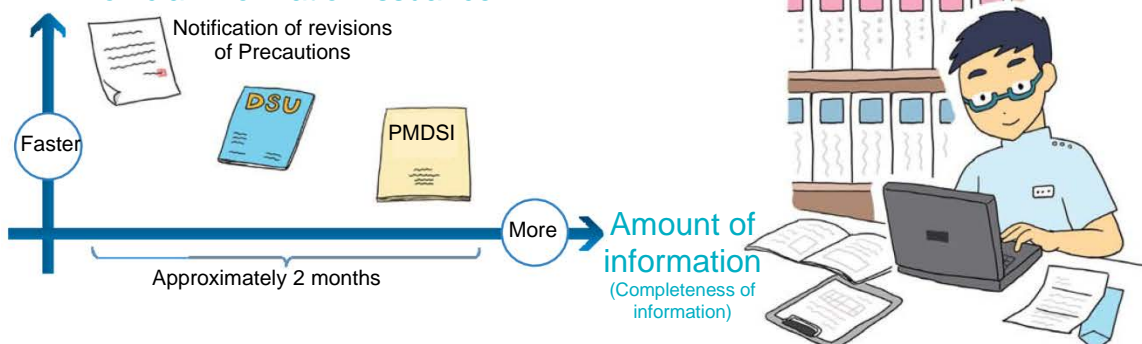 Notification of revisions
of Precautions
DSU
PMDSI
Faster
More
Approximately 2 months
Amount of
information
(Completeness of
information)